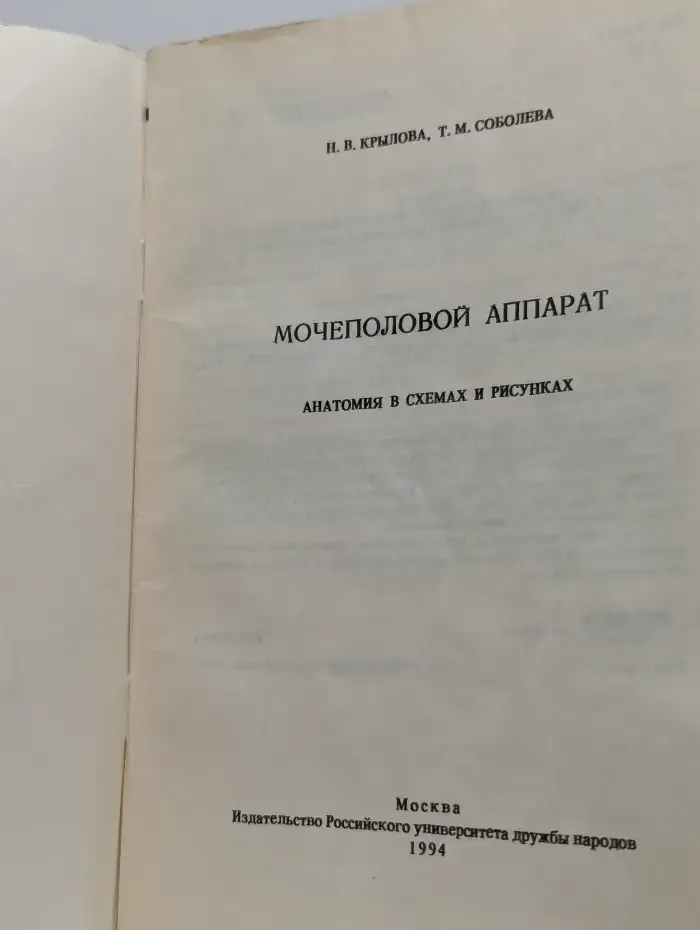 Н. В. КРЫЛОВА, Т. М. СОБОЛЕВА
МОЧЕПОЛОВОЙ АППАРАТ
АНАТОМИЯ В СХЕМАХ И РИСУНКАХ
Москва
Издательство Российского университета дружбы народов
1994